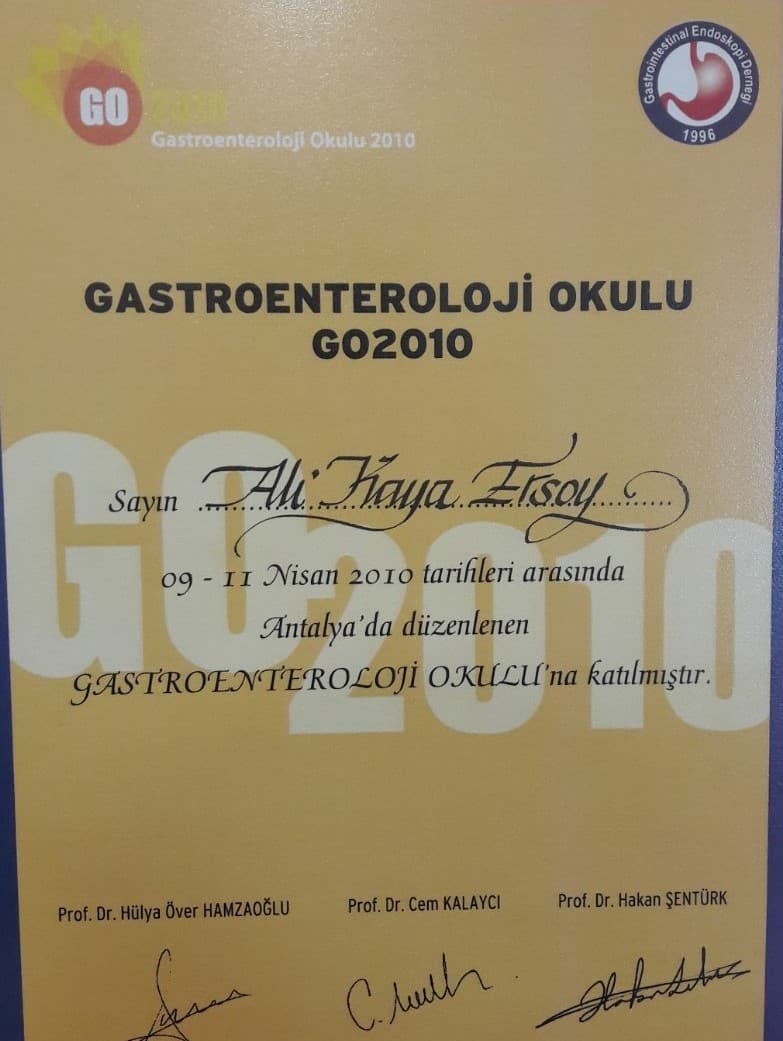 GO 2010
Gastroenteroloji Okulu 2010
Gastrointestinal Endoskopi Derneği
1996
GASTROENTEROLOJİ OKULU
GO2010
GO
2010
Sayın Ali Kaya Ersoy
09 - 11 Nisan 2010 tarihleri arasında
Antalya'da düzenlenen
GASTROENTEROLOJİ OKULU'na katılmıştır.
Prof. Dr. Hülya Över HAMZAOĞLU
Prof. Dr. Cem KALAYCI
Prof. Dr. Hakan ŞENTÜRK